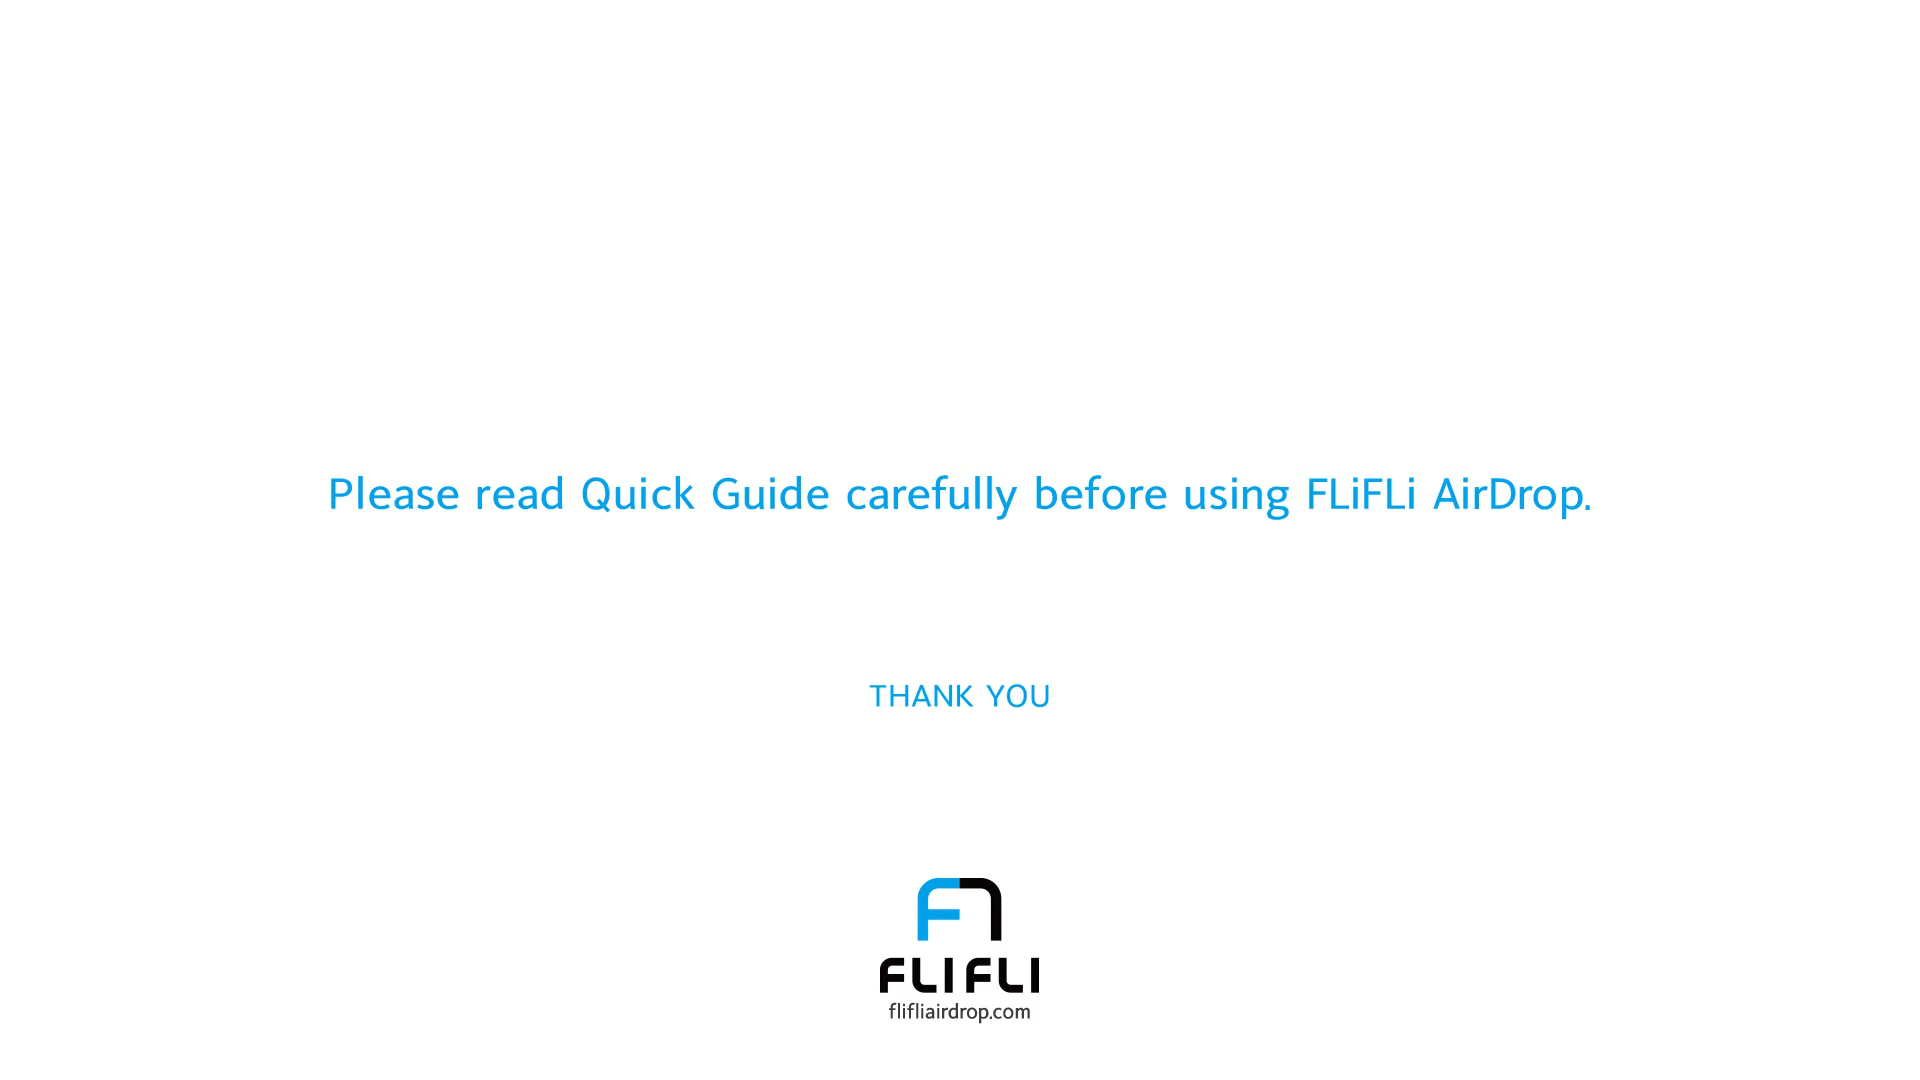 Please read Quick Guide carefully before using FLiFLi AirDrop.
THANK YOU
FLIFLI
flifliairdrop.com